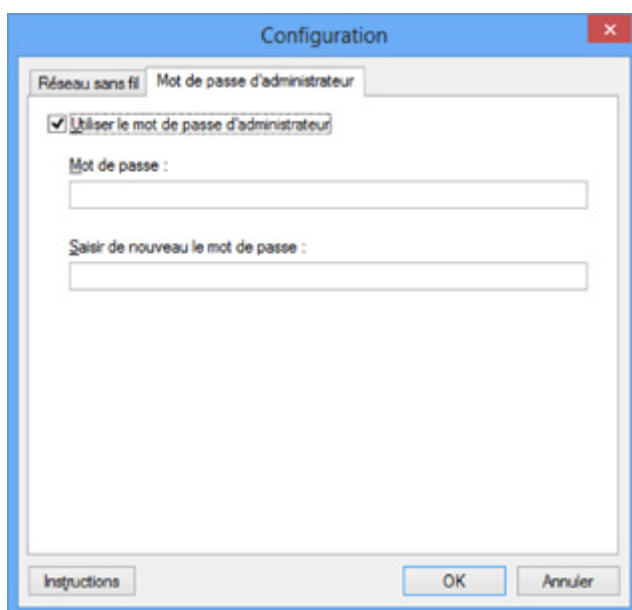 Configuration
Réseau sans fil
Mot de passe d'administrateur
Utiliser le mot de passe d'administrateur
Mot de passe :
Saisir de nouveau le mot de passe :
Instructions
OK
Annuler